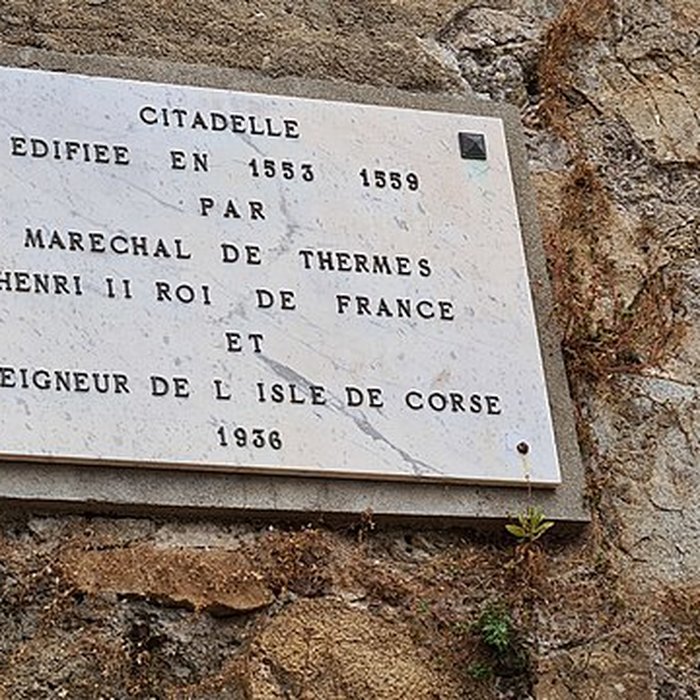 CITADELLE
EDIFIEE EN 1553 1559
PAR
MARECHAL DE THERMES
HENRI II ROI DE FRANCE
ET
EIGNEUR DE L ISLE DE CORSE
1936